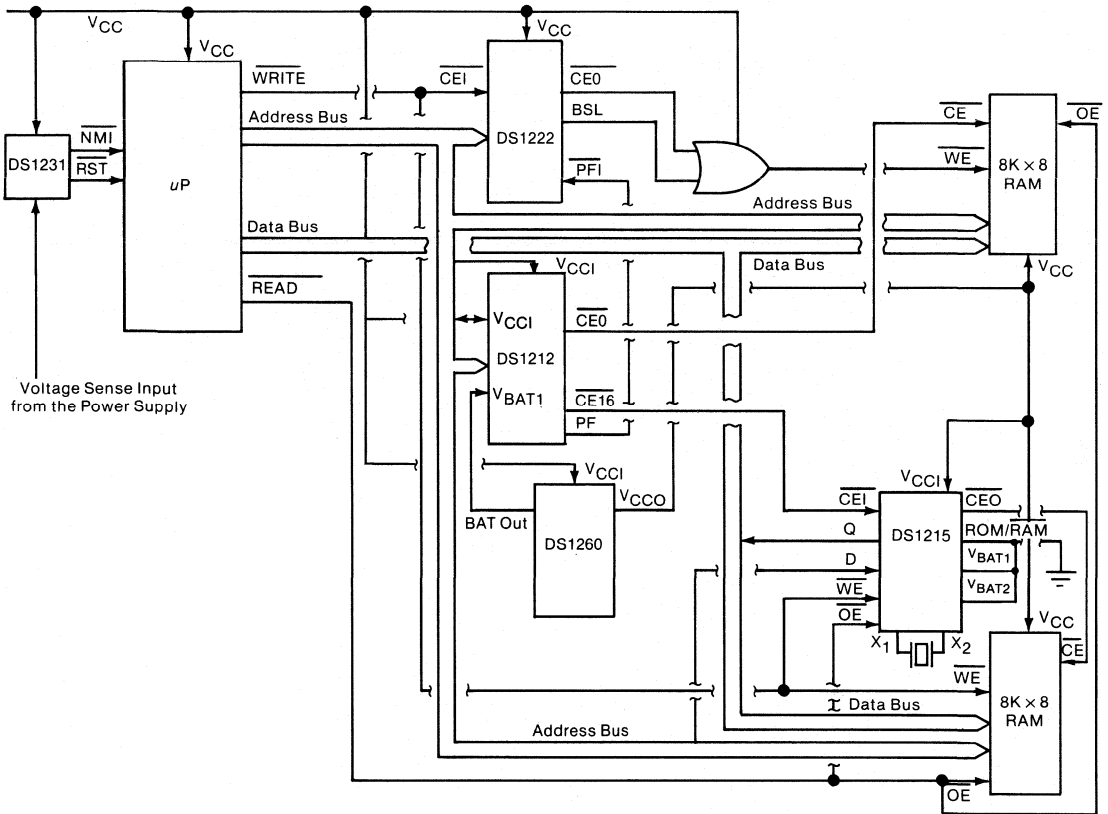 VCC
VCC
VCC
WRITE
CEI
CE0
Address Bus
BSL
CE
OE
NMI
DS1231
RST
uP
DS1222
PFI
WE
8K × 8
RAM
Address Bus
Data Bus
Data Bus
VCCI
VCC
READ
VCCI
CE0
DS1212
VBAT1
CE16
PF
Voltage Sense Input
from the Power Supply
VCCI
VCCO
BAT Out
DS1260
VCCI
CEI
CEO
Q
DS1215
ROM/RAM
VBAT1
D
VBAT2
WE
OE
X1
X2
VCC
CE
WE
8K × 8
RAM
Data Bus
Address Bus
OE